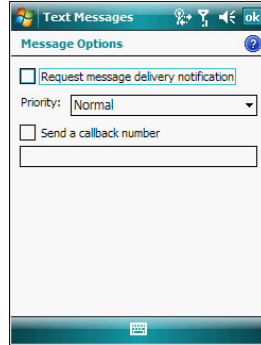 Text Messages
ok
Message Options
?
Request message delivery notification
Priority: Normal
Send a callback number